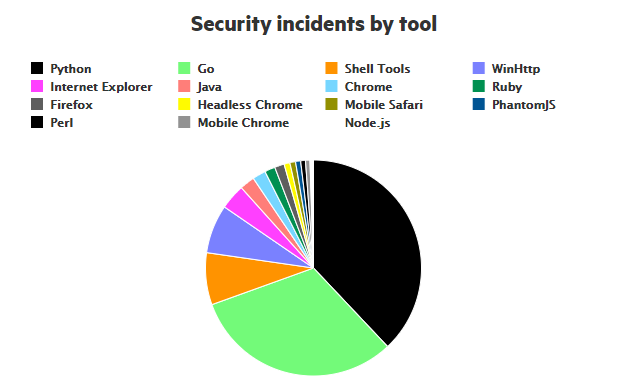 Security incidents by tool
Python Go Shell Tools WinHttp
Internet Explorer Java Chrome Ruby
Firefox Headless Chrome Mobile Safari PhantomJS
Perl Mobile Chrome Node.js